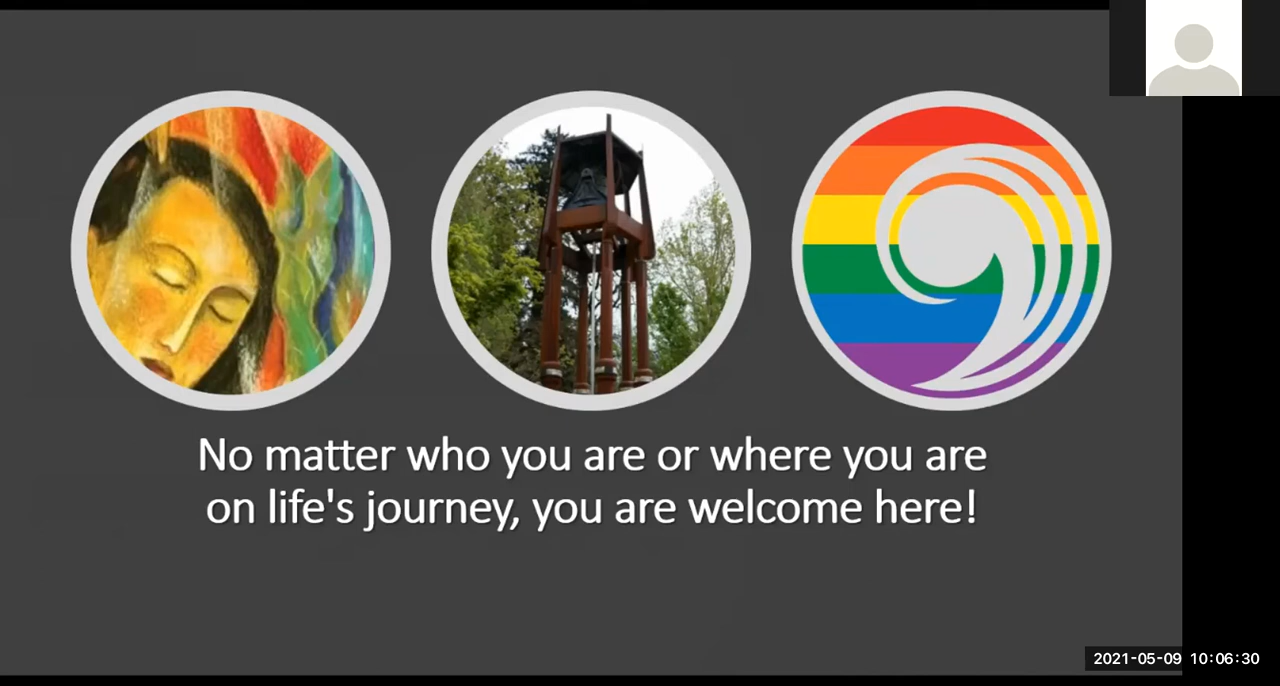 No matter who you are or where you are
on life's journey, you are welcome here!
2021-05-09 10:06:30